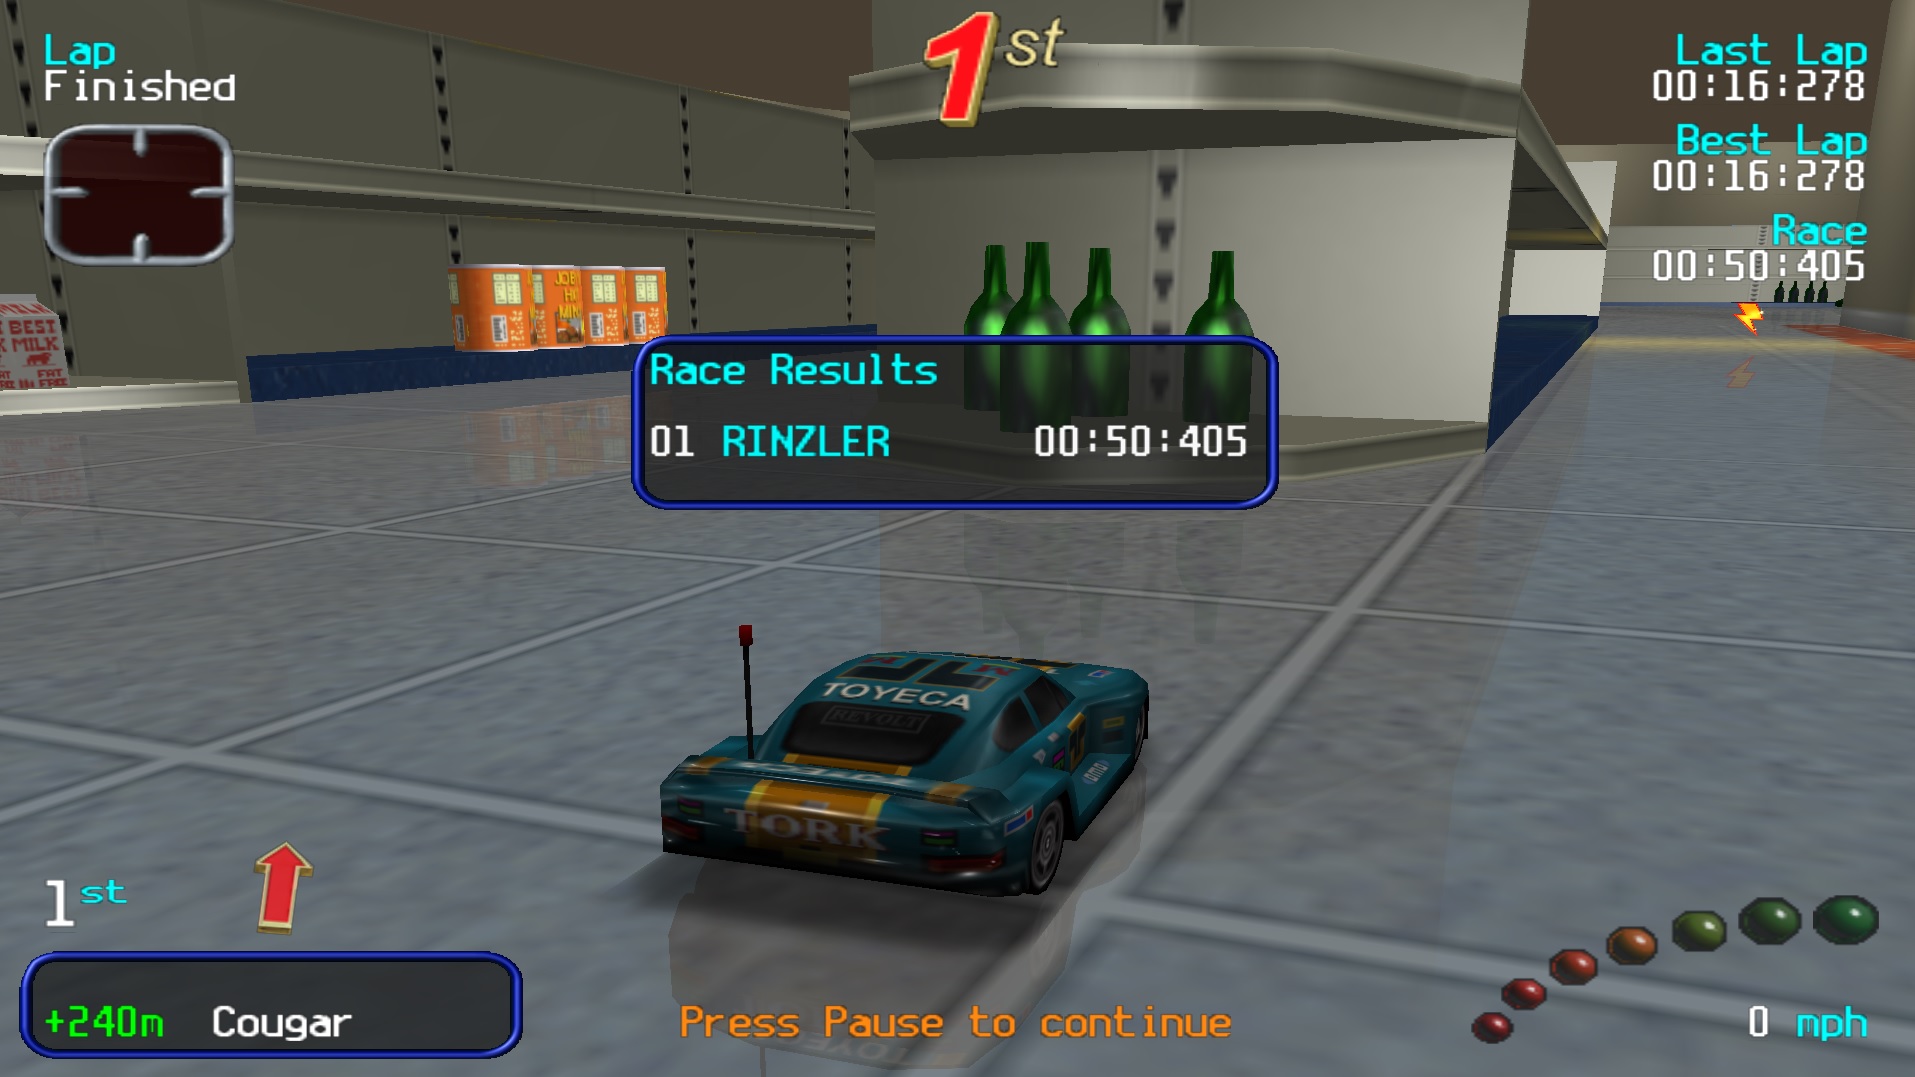 Lap
Finished
1st
Last Lap
00:16:278
Best Lap
00:16:278
Race
00:50:405
BEST
MILK
FAT
Race Results
01 RINZLER 00:50:405
TOYECA
REVOLT
TORK
1st
+240m Cougar
Press Pause to continue
0 mph